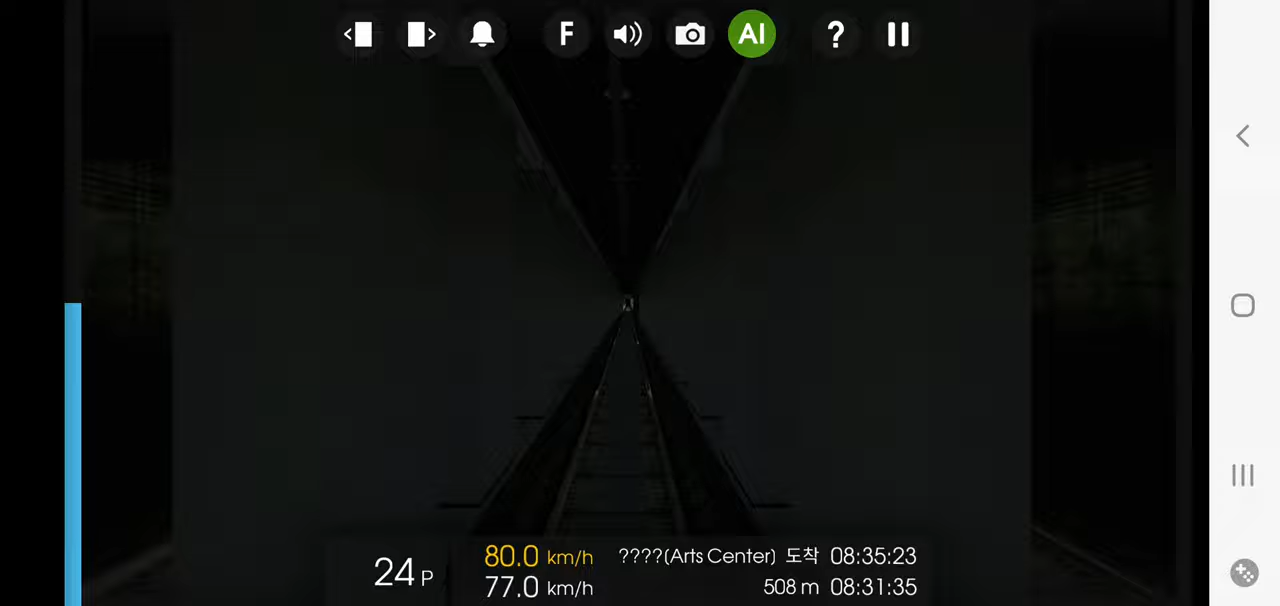 F AI ?
24 P
80.0 km/h ????(Arts Center) 도착 08:35:23
77.0 km/h 508 m 08:31:35